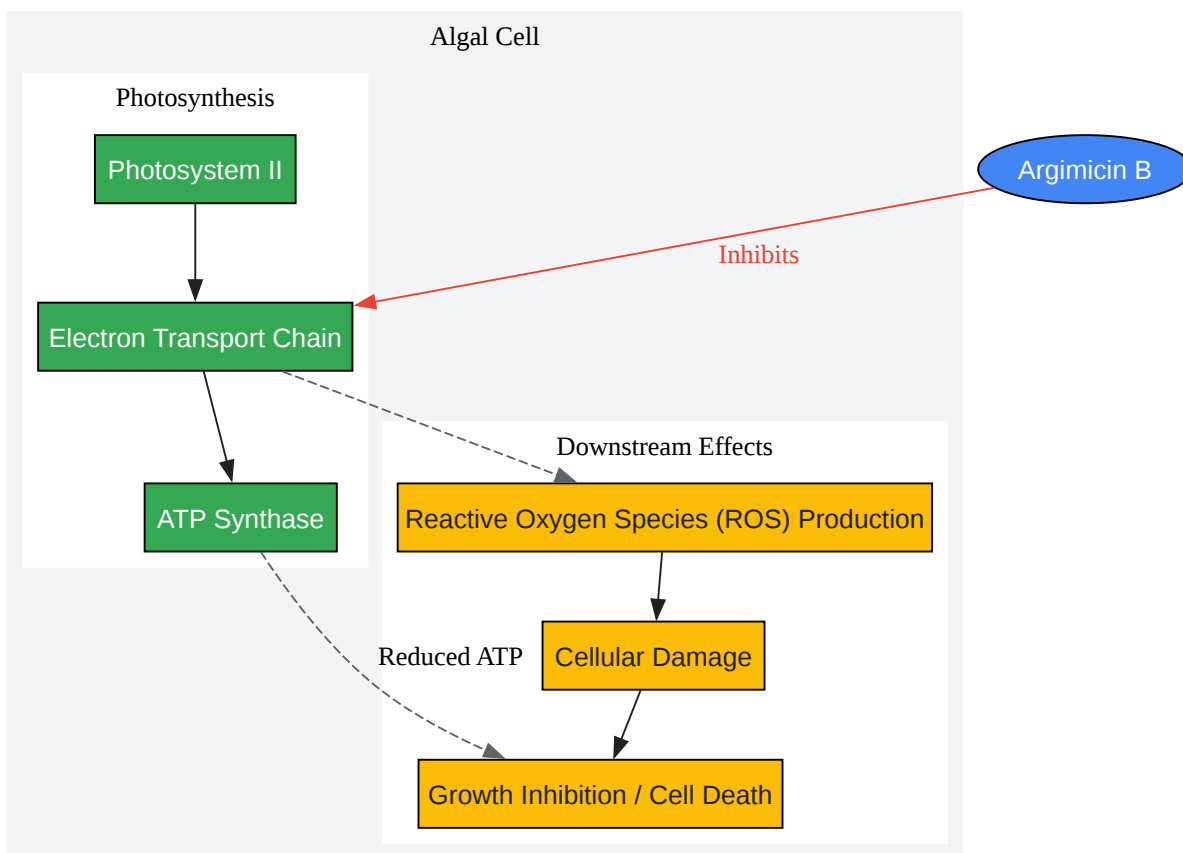 Algal Cell
Photosynthesis
Photosystem II
Argimicin B
Inhibits
Electron Transport Chain
Downstream Effects
ATP Synthase
Reactive Oxygen Species (ROS) Production
Reduced ATP
Cellular Damage
Growth Inhibition / Cell Death